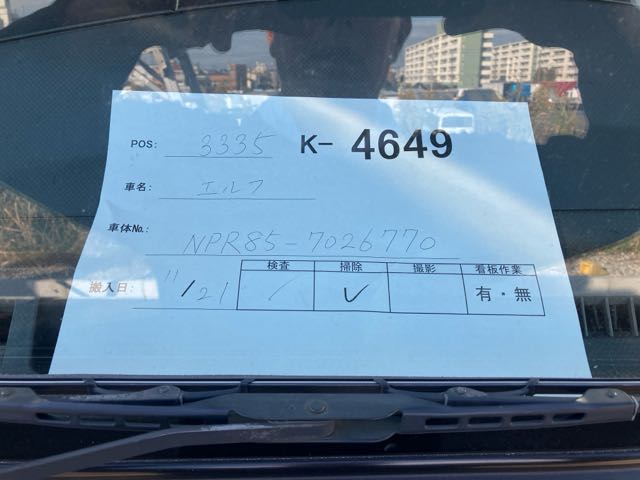 POS: 3335 K- 4649
車名: エルフ
車体No.: NPR85-7026770
検査 掃除 撮影 看板作業
搬入日: 11/21 / ✓ 有・無